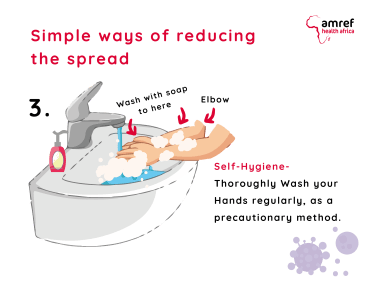 Simple ways of reducing
the spread
amref
health africa
3.
Wash with soap
to here
Elbow
Self-Hygiene-
Thoroughly Wash your
Hands regularly, as a
precautionary method.